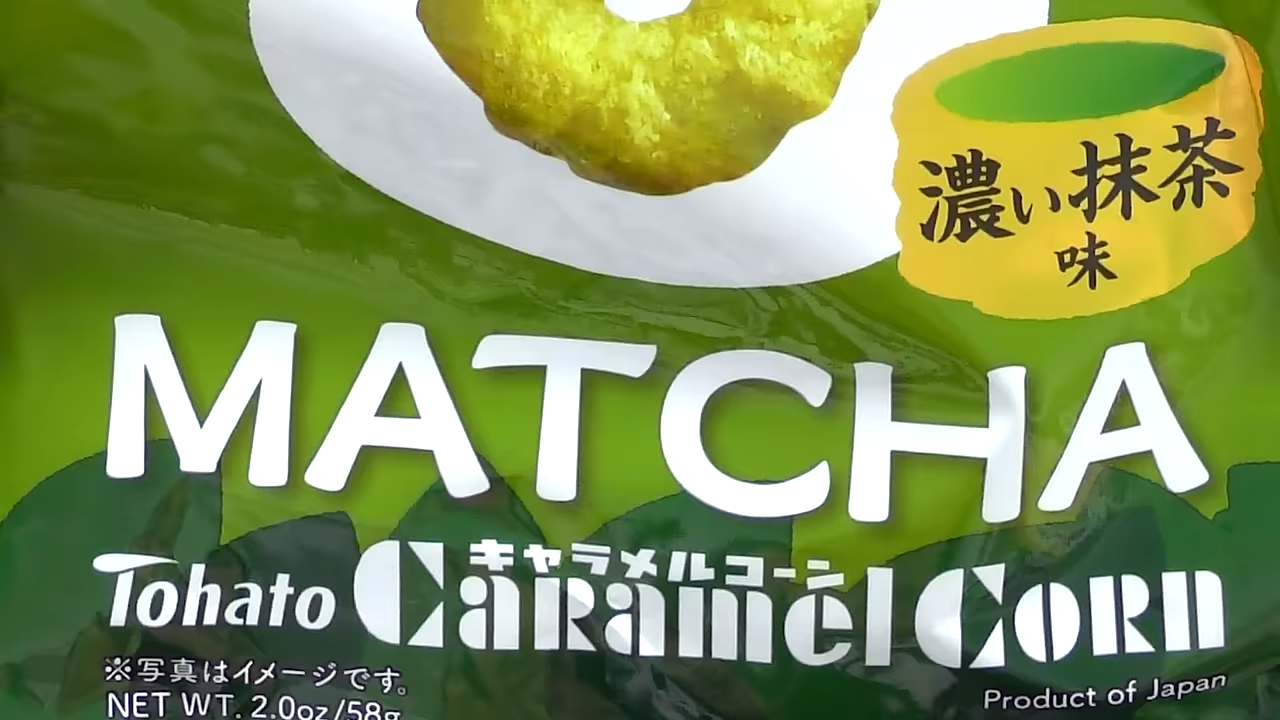 濃い抹茶
味
MATCHA
キャラメルコーン
Tohato Caramel Corn
※写真はイメージです。
NET WT. 2.0oz/58g
Product of Japan